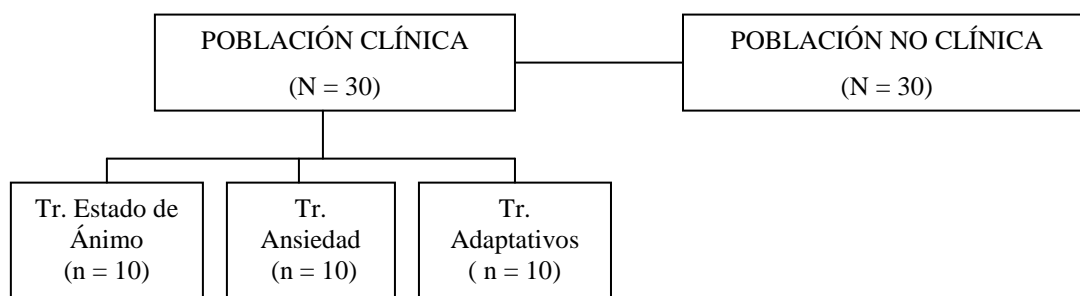 POBLACIÓN CLÍNICA
(N = 30)
POBLACIÓN NO CLÍNICA
(N = 30)
Tr. Estado de
Ánimo
(n = 10)
Tr.
Ansiedad
(n = 10)
Tr.
Adaptativos
( n = 10)